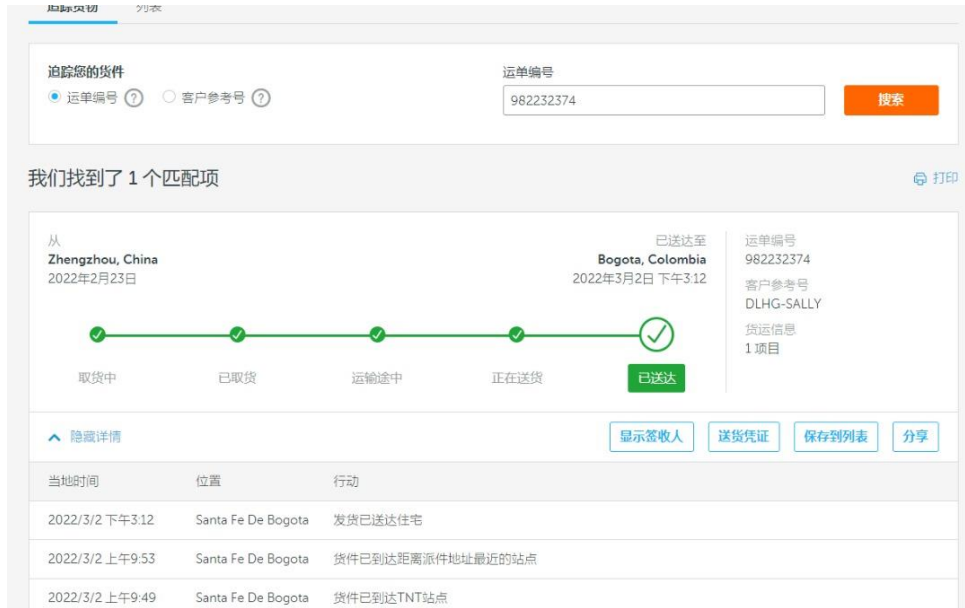 追踪货物 列表
追踪您的货件
运单编号 ? 客户参考号 ?
运单编号
982232374
搜索
我们找到了 1 个匹配项
打印
从
Zhengzhou, China
2022年2月23日
已送达至
Bogota, Colombia
2022年3月2日 下午3:12
运单编号
982232374
客户参考号
DLHG-SALLY
货运信息
1 项目
取货中 已取货 运输途中 正在送货 已送达
隐藏详情
显示签收人 送货凭证 保存到列表 分享
当地时间 位置 行动
2022/3/2 下午3:12 Santa Fe De Bogota 发货已送达住宅
2022/3/2 上午9:53 Santa Fe De Bogota 货件已到达距离派件地址最近的站点
2022/3/2 上午9:49 Santa Fe De Bogota 货件已到达TNT站点